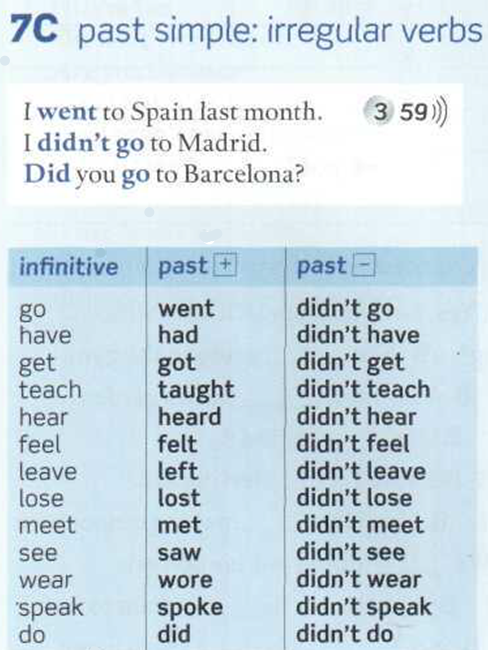 7C past simple: irregular verbs
I went to Spain last month. 3 59))
I didn't go to Madrid.
Did you go to Barcelona?
infinitive past + past −
go went didn't go
have had didn't have
get got didn't get
teach taught didn't teach
hear heard didn't hear
feel felt didn't feel
leave left didn't leave
lose lost didn't lose
meet met didn't meet
see saw didn't see
wear wore didn't wear
speak spoke didn't speak
do did didn't do